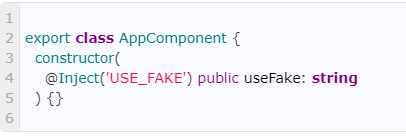 1
2 export class AppComponent {
3 constructor(
4 @Inject('USE_FAKE') public useFake: string
5 ) {}
6